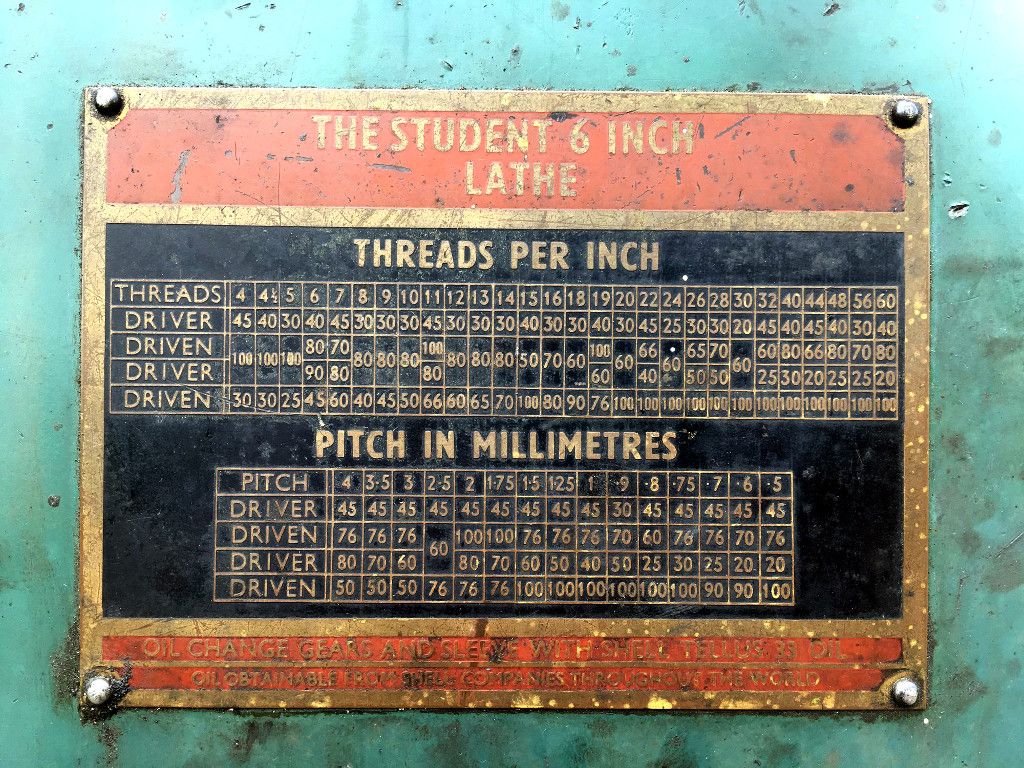 THE STUDENT 6 INCH
LATHE
THREADS PER INCH
THREADS 4 4½ 5 6 7 8 9 10 11 12 13 14 15 16 18 19 20 22 24 26 28 30 32 40 44 48 56 60
DRIVER 45 40 30 40 45 30 30 30 45 30 30 30 40 30 30 40 30 45 25 30 30 20 45 40 45 40 30 40
DRIVEN 80 70 100 100 66 65 70 60 80 66 80 70 80
100 100 100 80 80 80 80 80 80 50 70 60 60 60 60
DRIVER 90 80 80 60 40 50 50 25 30 20 25 25 20
DRIVEN 30 30 25 45 60 40 45 50 66 60 65 70 100 80 90 76 100 100 100 100 100 100 100 100 100 100 100 100
PITCH IN MILLIMETRES
PITCH 4 3·5 3 2·5 2 1·75 1·5 1·25 1 ·9 ·8 ·75 ·7 ·6 ·5
DRIVER 45 45 45 45 45 45 45 45 45 30 45 45 45 45 45
DRIVEN 76 76 76 100 100 76 76 76 70 60 76 76 70 76
60
DRIVER 80 70 60 80 70 60 50 40 50 25 30 25 20 20
DRIVEN 50 50 50 76 76 76 100 100 100 100 100 100 90 90 100
OIL CHANGE GEARS AND SLEEVE WITH SHELL TELLUS OIL
OIL OBTAINABLE FROM SHELL COMPANIES THROUGHOUT THE WORLD